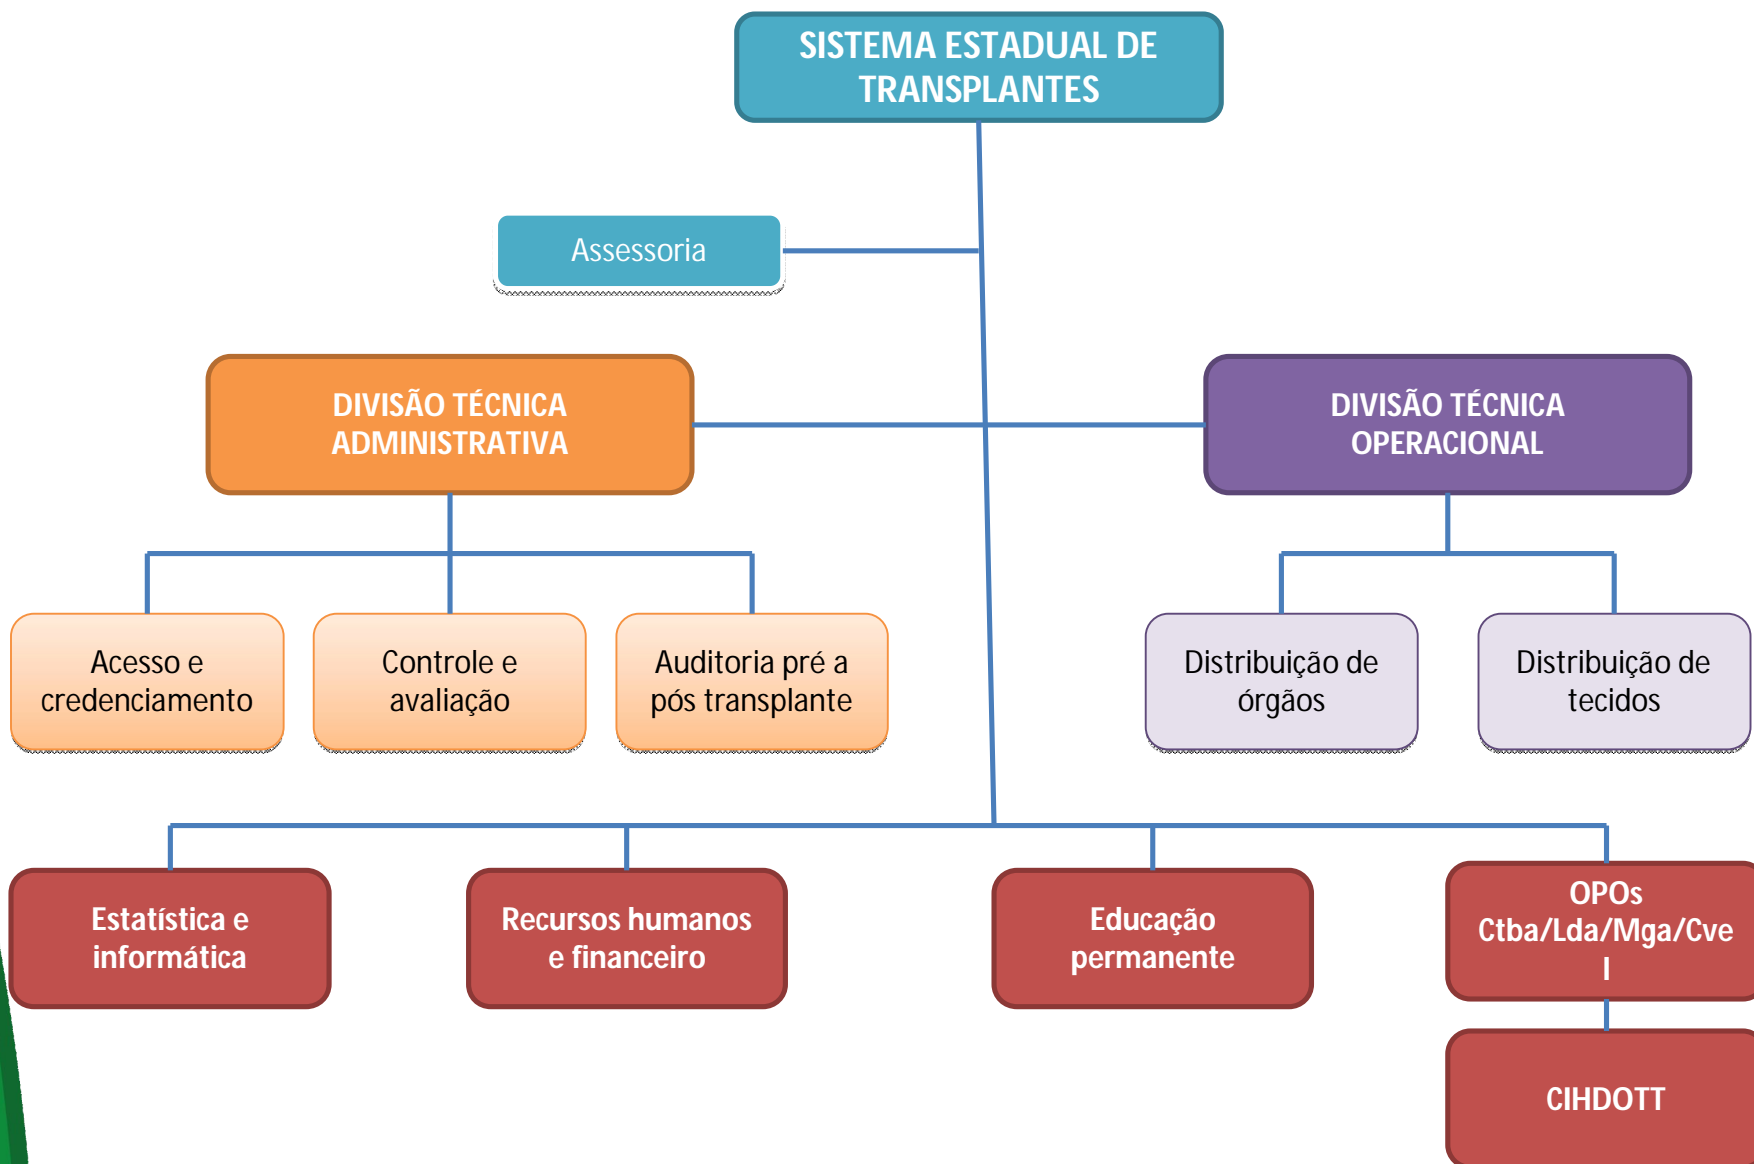 SISTEMA ESTADUAL DE
TRANSPLANTES
Assessoria
DIVISÃO TÉCNICA
ADMINISTRATIVA
DIVISÃO TÉCNICA
OPERACIONAL
Acesso e
credenciamento
Controle e
avaliação
Auditoria pré a
pós transplante
Distribuição de
órgãos
Distribuição de
tecidos
Estatística e
informática
Recursos humanos
e financeiro
Educação
permanente
OPOs
Ctba/Lda/Mga/Cve
l
CIHDOTT